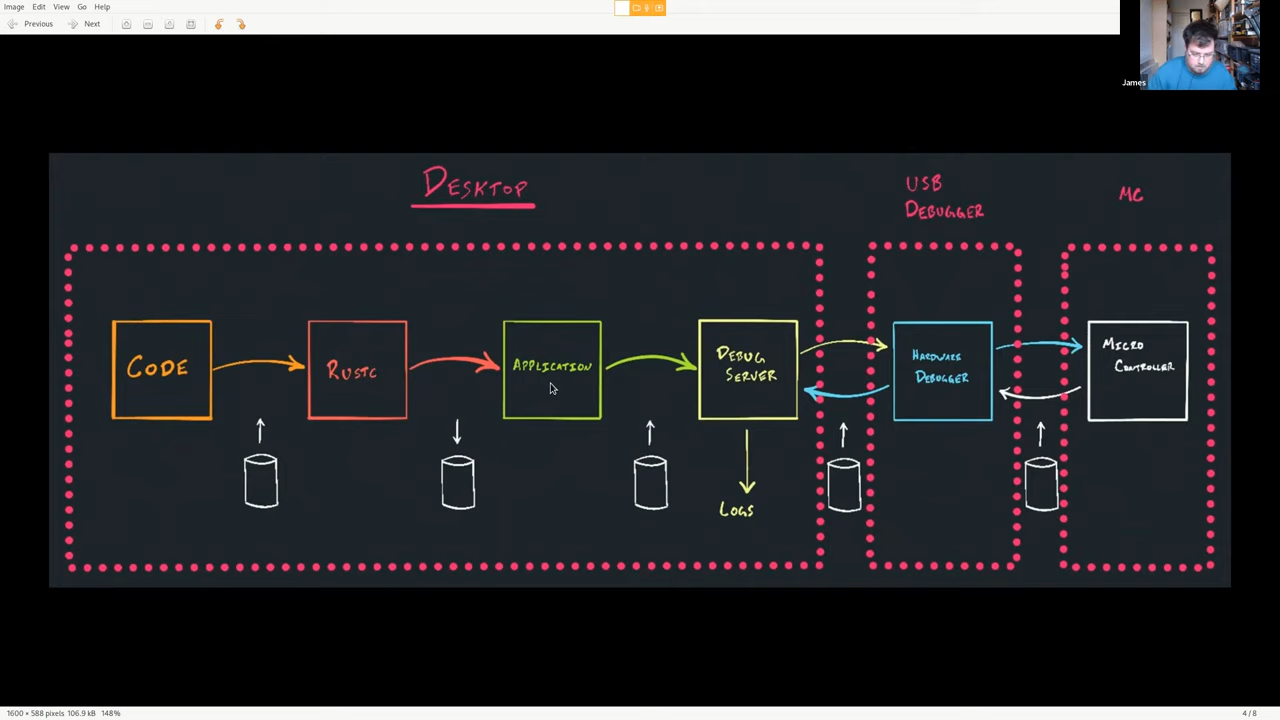 Image Edit View Go Help
Previous Next
James
DESKTOP
USB
DEBUGGER
MC
CODE
RUSTC
APPLICATION
DEBUG
SERVER
HARDWARE
DEBUGGER
MICRO
CONTROLLER
LOGS
1600 × 588 pixels 106.9 kB 148%
4 / 8